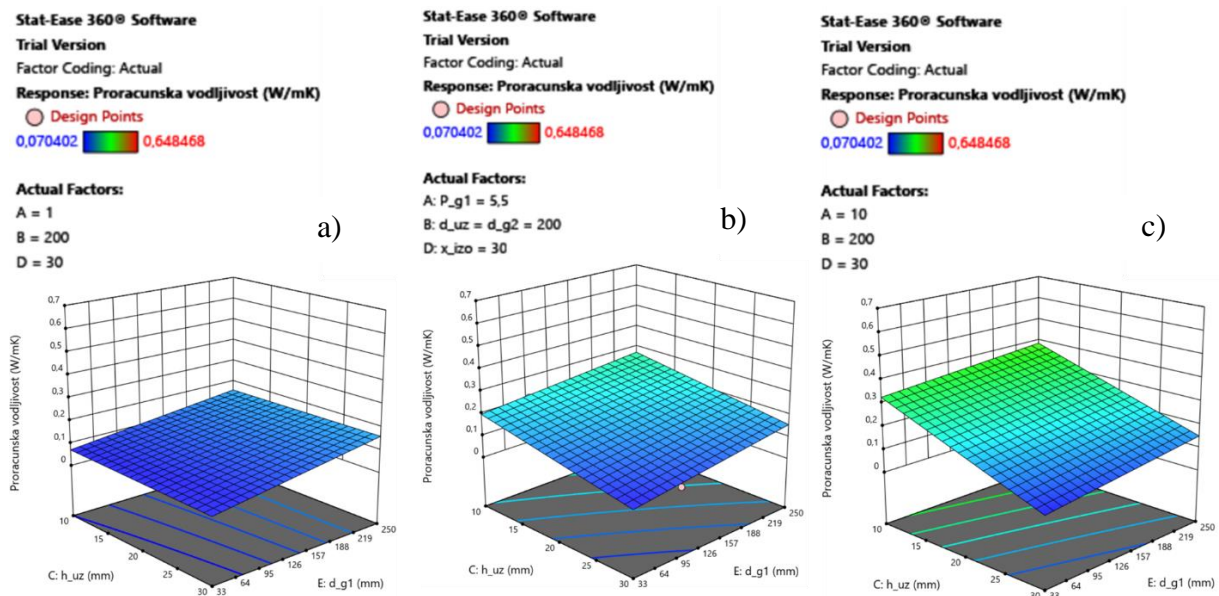 Stat-Ease 360® Software
Trial Version
Factor Coding: Actual
Response: Proracunska vodljivost (W/mK)
Design Points
0,070402 0,648468
Actual Factors:
A = 1
B = 200
D = 30
a)
0,7
0,6
0,5
0,4
0,3
0,2
0,1
0
Proracunska vodljivost (W/mK)
10
15
20
25
30
C: h_uz (mm)
33
64
95
126
157
188
219
250
E: d_g1 (mm)
Stat-Ease 360® Software
Trial Version
Factor Coding: Actual
Response: Proracunska vodljivost (W/mK)
Design Points
0,070402 0,648468
Actual Factors:
A: P_g1 = 5,5
B: d_uz = d_g2 = 200
D: x_izo = 30
b)
0,7
0,6
0,5
0,4
0,3
0,2
0,1
0
Proracunska vodljivost (W/mK)
10
15
20
25
30
C: h_uz (mm)
33
64
95
126
157
188
219
250
E: d_g1 (mm)
Stat-Ease 360® Software
Trial Version
Factor Coding: Actual
Response: Proracunska vodljivost (W/mK)
Design Points
0,070402 0,648468
Actual Factors:
A = 10
B = 200
D = 30
c)
0,7
0,6
0,5
0,4
0,3
0,2
0,1
0
Proracunska vodljivost (W/mK)
10
15
20
25
30
C: h_uz (mm)
33
64
95
126
157
188
219
250
E: d_g1 (mm)